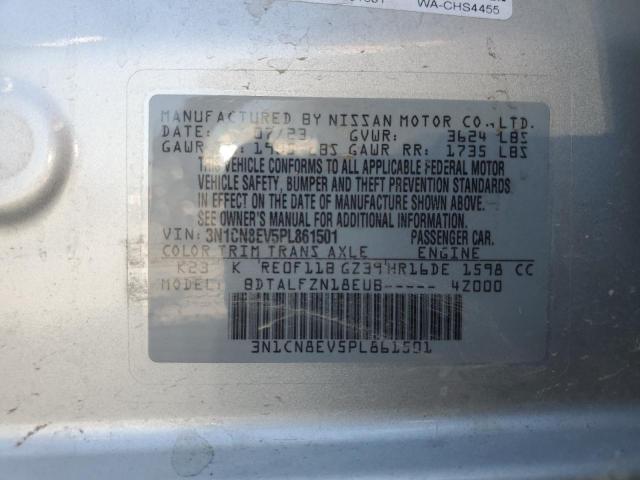 WA-CHS4455
MANUFACTURED BY NISSAN MOTOR CO., LTD.
DATE: 07/23 GVWR: 3624 LBS
GAWR LBS GAWR RR: 1735 LBS
THIS VEHICLE CONFORMS TO ALL APPLICABLE FEDERAL MOTOR
VEHICLE SAFETY, BUMPER AND THEFT PREVENTION STANDARDS
IN EFFECT ON THE DATE OF MANUFACTURE SHOWN ABOVE.
SEE OWNER'S MANUAL FOR ADDITIONAL INFORMATION.
VIN: 3N1CN8EV5PL861501 PASSENGER CAR.
COLOR TRIM TRANS AXLE ENGINE
K23 K RE0F11B GZ39 HR16DE 1598 CC
MODEL: BDTALFZN18EUB----- 4Z000
3N1CN8EV5PL861501